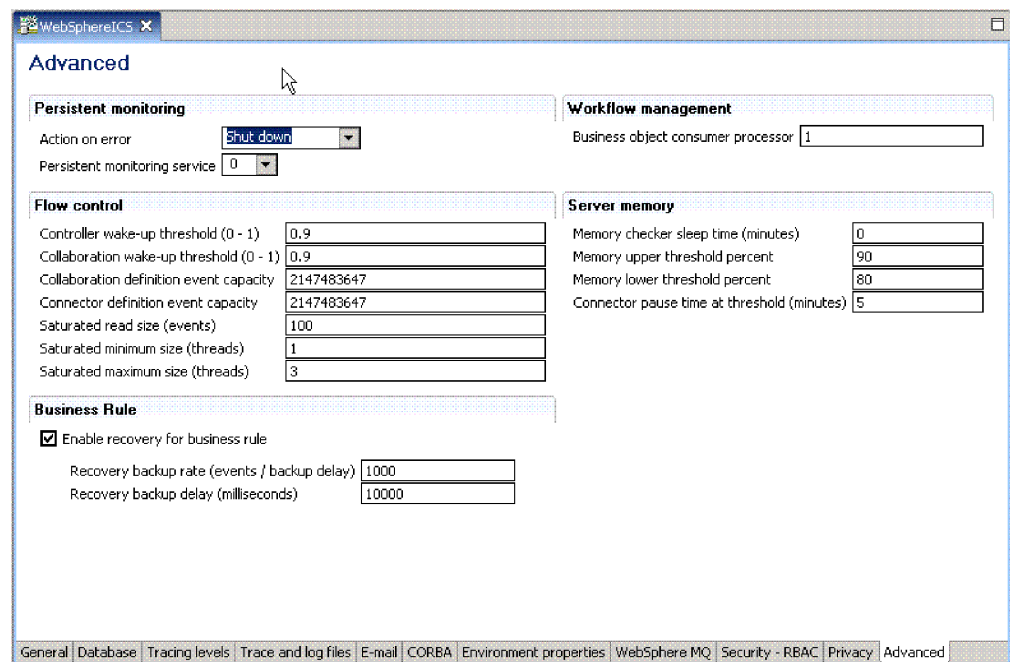 WebSphereICS
Advanced
Persistent monitoring
Action on error Shut down
Persistent monitoring service 0
Workflow management
Business object consumer processor 1
Flow control
Controller wake-up threshold (0 - 1) 0.9
Collaboration wake-up threshold (0 - 1) 0.9
Collaboration definition event capacity 2147483647
Connector definition event capacity 2147483647
Saturated read size (events) 100
Saturated minimum size (threads) 1
Saturated maximum size (threads) 3
Server memory
Memory checker sleep time (minutes) 0
Memory upper threshold percent 90
Memory lower threshold percent 80
Connector pause time at threshold (minutes) 5
Business Rule
Enable recovery for business rule
Recovery backup rate (events / backup delay) 1000
Recovery backup delay (milliseconds) 10000
General Database Tracing levels Trace and log files E-mail CORBA Environment properties WebSphere MQ Security - RBAC Privacy Advanced